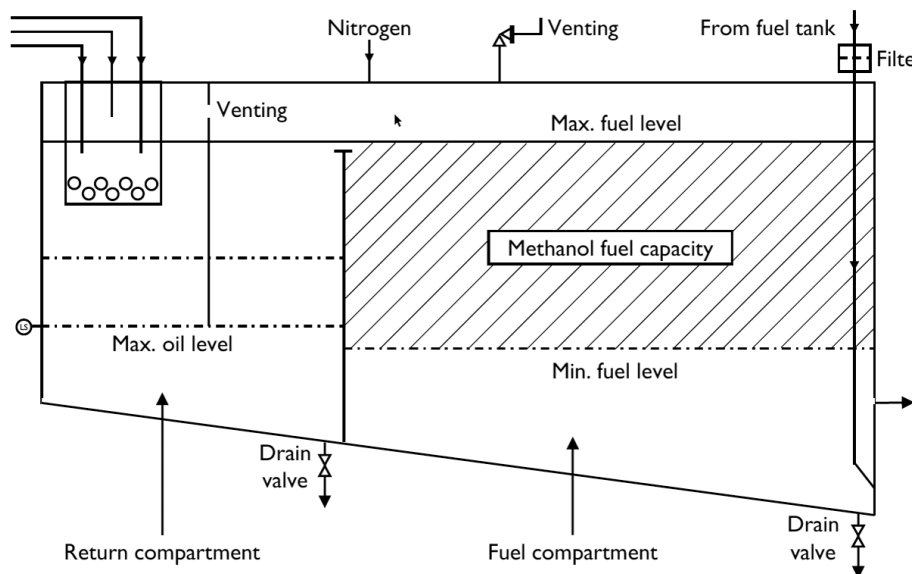 Nitrogen
Venting
From fuel tank
Filte
Venting
Max. fuel level
Methanol fuel capacity
LS
Max. oil level
Min. fuel level
Drain
valve
Drain
valve
Return compartment
Fuel compartment